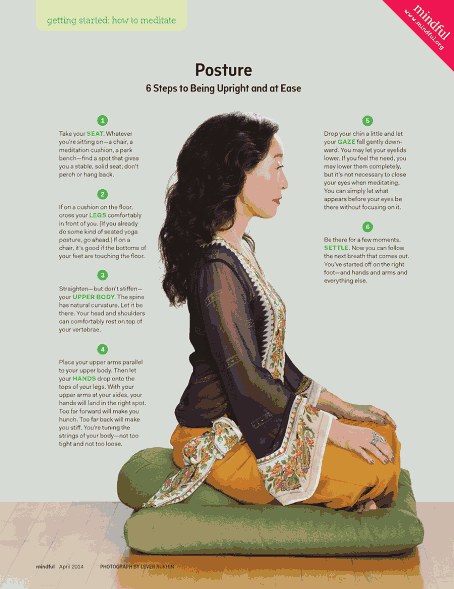 getting started: how to meditate
mindful
www.mindful.org
Posture
6 Steps to Being Upright and at Ease
1
Take your SEAT. Whatever
you're sitting on—a chair, a
meditation cushion, a park
bench—find a spot that gives
you a stable, solid seat; don't
perch or hang back.
2
If on a cushion on the floor,
cross your LEGS comfortably
in front of you. (If you already
do some kind of seated yoga
posture, go ahead.) If on a
chair, it's good if the bottoms of
your feet are touching the floor.
3
Straighten—but don't stiffen—
your UPPER BODY. The spine
has natural curvature. Let it be
there. Your head and shoulders
can comfortably rest on top of
your vertebrae.
4
Place your upper arms parallel
to your upper body. Then let
your HANDS drop onto the
tops of your legs. With your
upper arms at your sides, your
hands will land in the right spot.
Too far forward will make you
hunch. Too far back will make
you stiff. You're tuning the
strings of your body—not too
tight and not too loose.
5
Drop your chin a little and let
your GAZE fall gently down-
ward. You may let your eyelids
lower. If you feel the need, you
may lower them completely,
but it's not necessary to close
your eyes when meditating.
You can simply let what
appears before your eyes be
there without focusing on it.
6
Be there for a few moments.
SETTLE. Now you can follow
the next breath that comes out.
You've started off on the right
foot—and hands and arms and
everything else.
mindful April 2014 PHOTOGRAPH BY